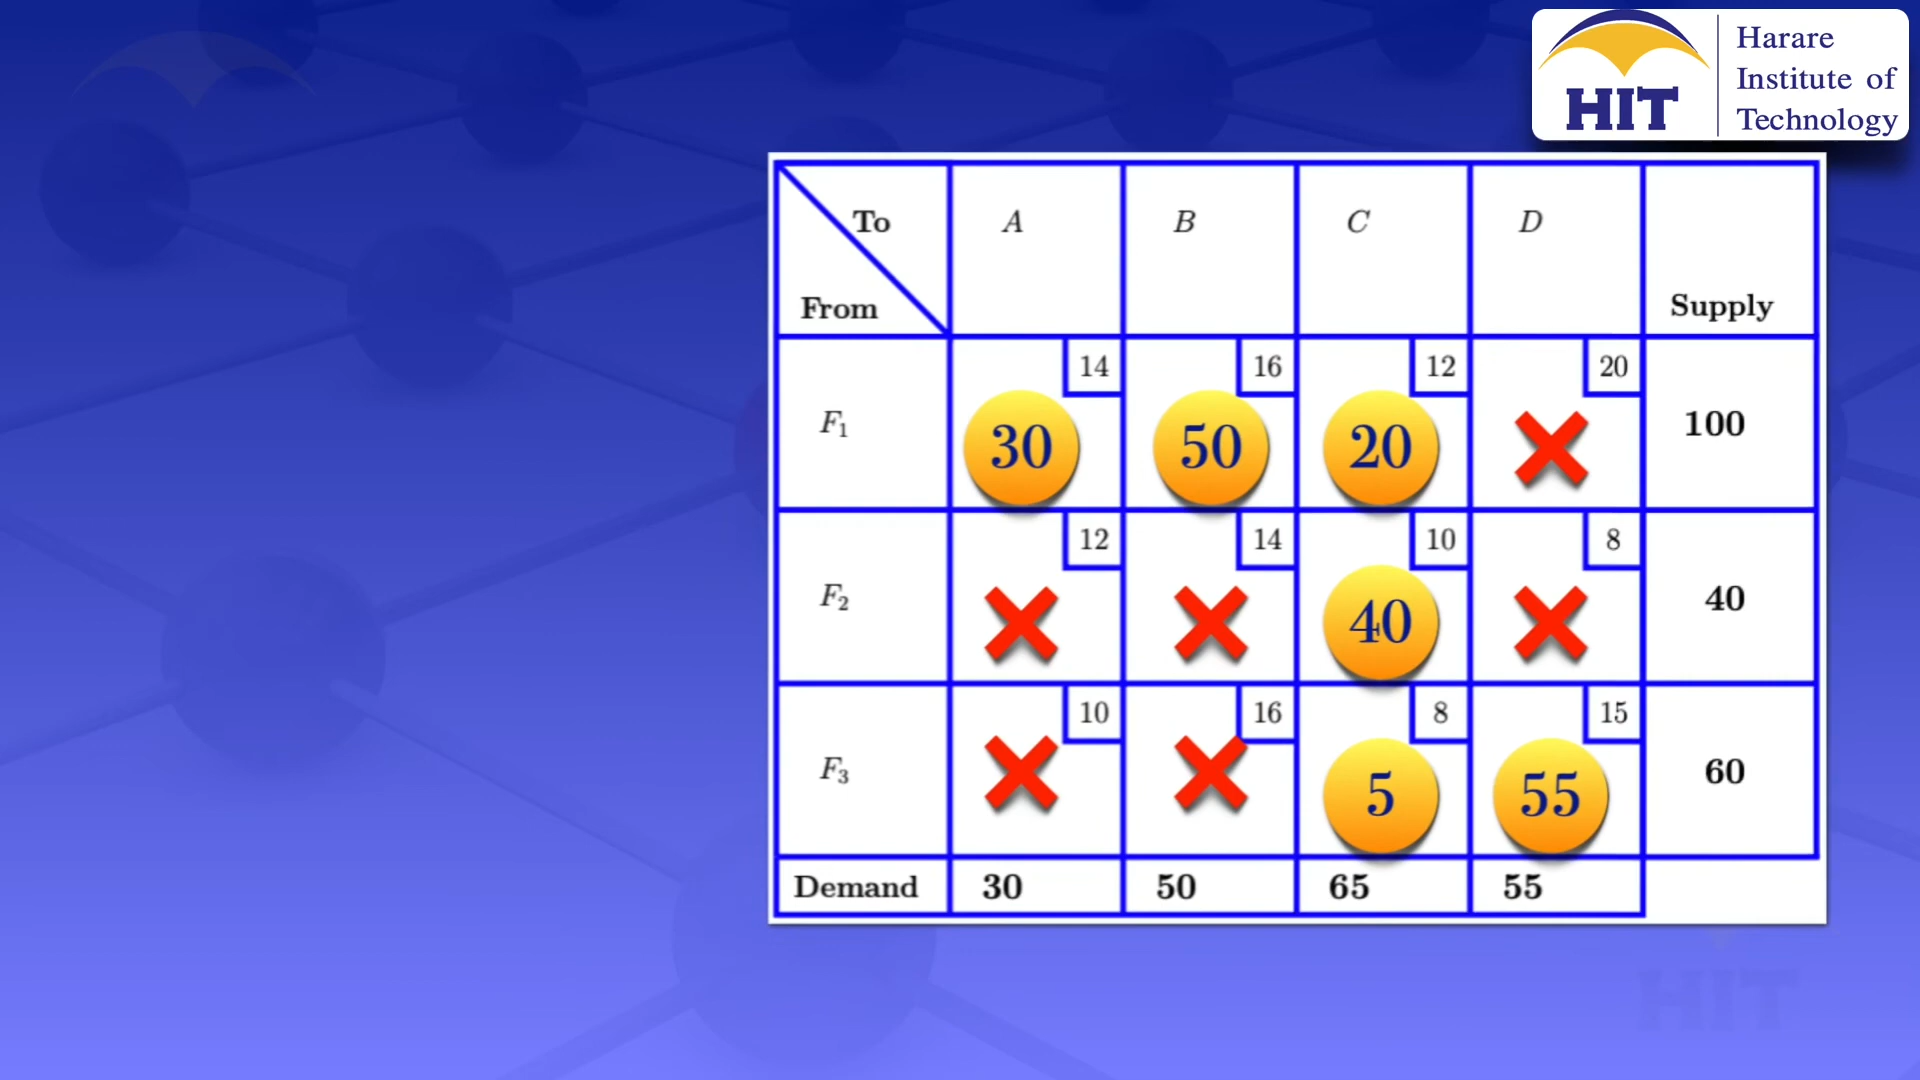 HIT
Harare
Institute of
Technology
To
From
A B C D Supply
14 16 12 20
F1 30 50 20 100
12 14 10 8
F2 40 40
10 16 8 15
F3 5 55 60
Demand 30 50 65 55
HIT